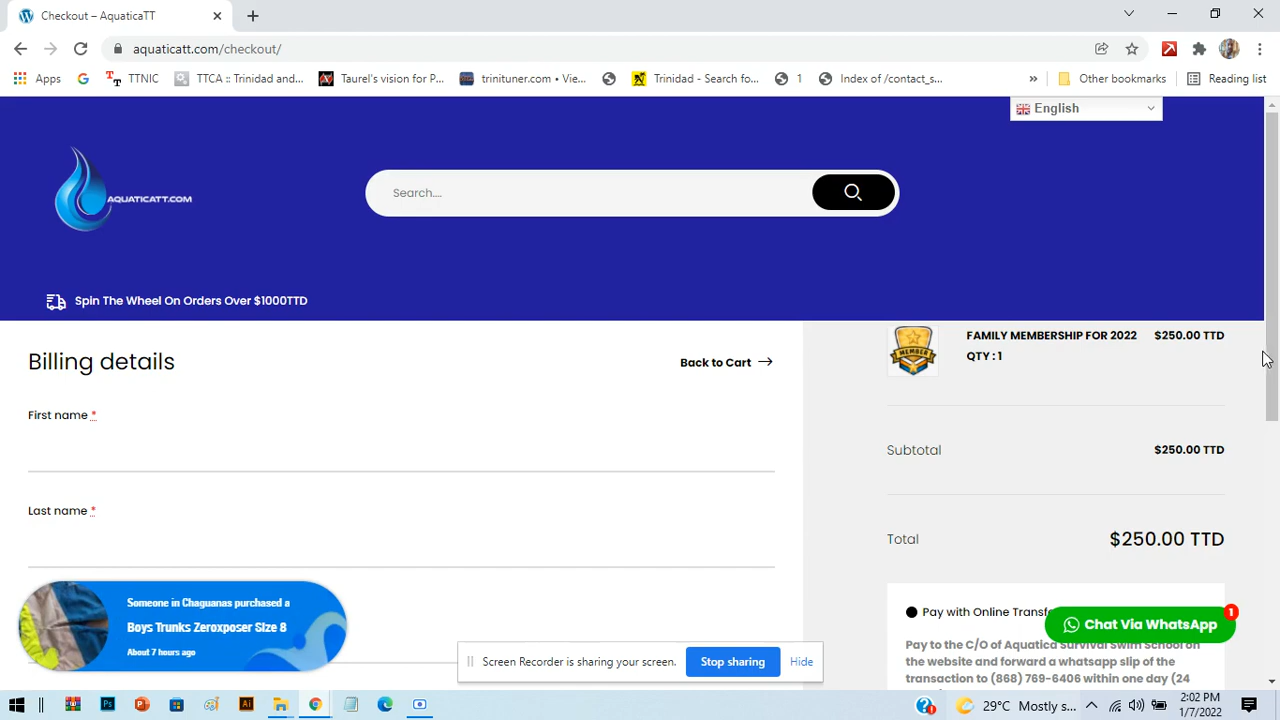 Checkout – AquaticaTT
aquaticatt.com/checkout/
Apps
TTNIC
TTCA :: Trinidad and...
Taurel's vision for P...
trinituner.com • Vie...
Trinidad - Search fo...
1
Index of /contact_s...
»
Other bookmarks
Reading list
English
AQUATICATT.COM
Search....
Spin The Wheel On Orders Over $1000TTD
Billing details
Back to Cart
First name *
Last name *
FAMILY MEMBERSHIP FOR 2022 $250.00 TTD
QTY : 1
MEMBER
Subtotal $250.00 TTD
Total $250.00 TTD
Pay with Online Transf
Pay to the C/O of Aquatica Survival Swim School on
the website and forward a whatsapp slip of the
transaction to (868) 769-6406 within one day (24
Chat Via WhatsApp
1
Someone in Chaguanas purchased a
Boys Trunks Zeroxposer Size 8
About 7 hours ago
Screen Recorder is sharing your screen.
Stop sharing
Hide
29°C Mostly s...
2:02 PM
1/7/2022